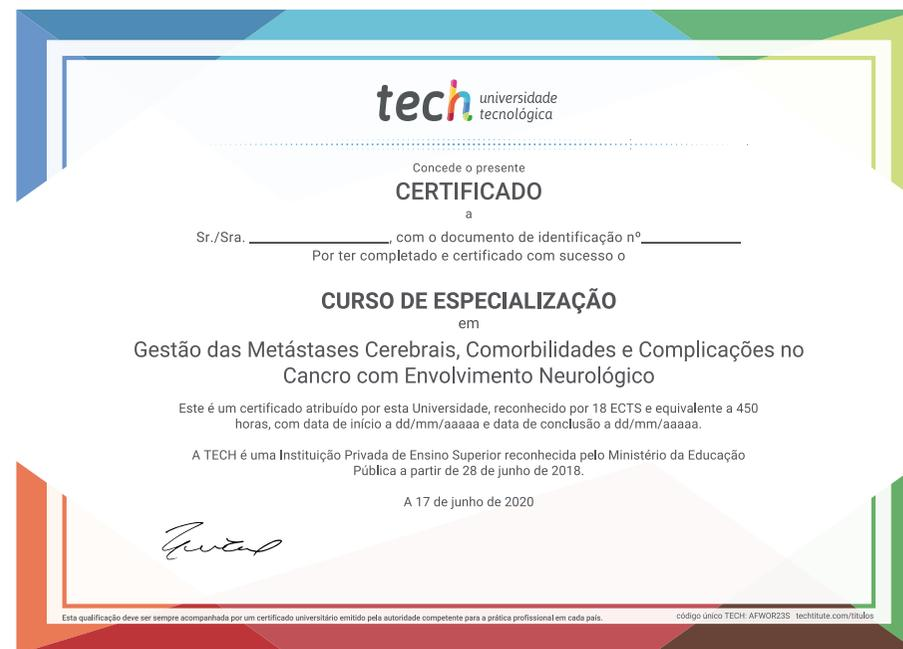 tech universidade
tecnológica
Concede o presente
CERTIFICADO
a
Sr./Sra. ________________, com o documento de identificação nº____________
Por ter completado e certificado com sucesso o
CURSO DE ESPECIALIZAÇÃO
em
Gestão das Metástases Cerebrais, Comorbilidades e Complicações no
Cancro com Envolvimento Neurológico
Este é um certificado atribuído por esta Universidade, reconhecido por 18 ECTS e equivalente a 450
horas, com data de início a dd/mm/aaaaa e data de conclusão a dd/mm/aaaaa.
A TECH é uma Instituição Privada de Ensino Superior reconhecida pelo Ministério da Educação
Pública a partir de 28 de junho de 2018.
A 17 de junho de 2020
Esta qualificação deve ser sempre acompanhada por um certificado universitário emitido pela autoridade competente para a prática profissional em cada país.
código único TECH: AFWOR23S techtitute.com/titulos